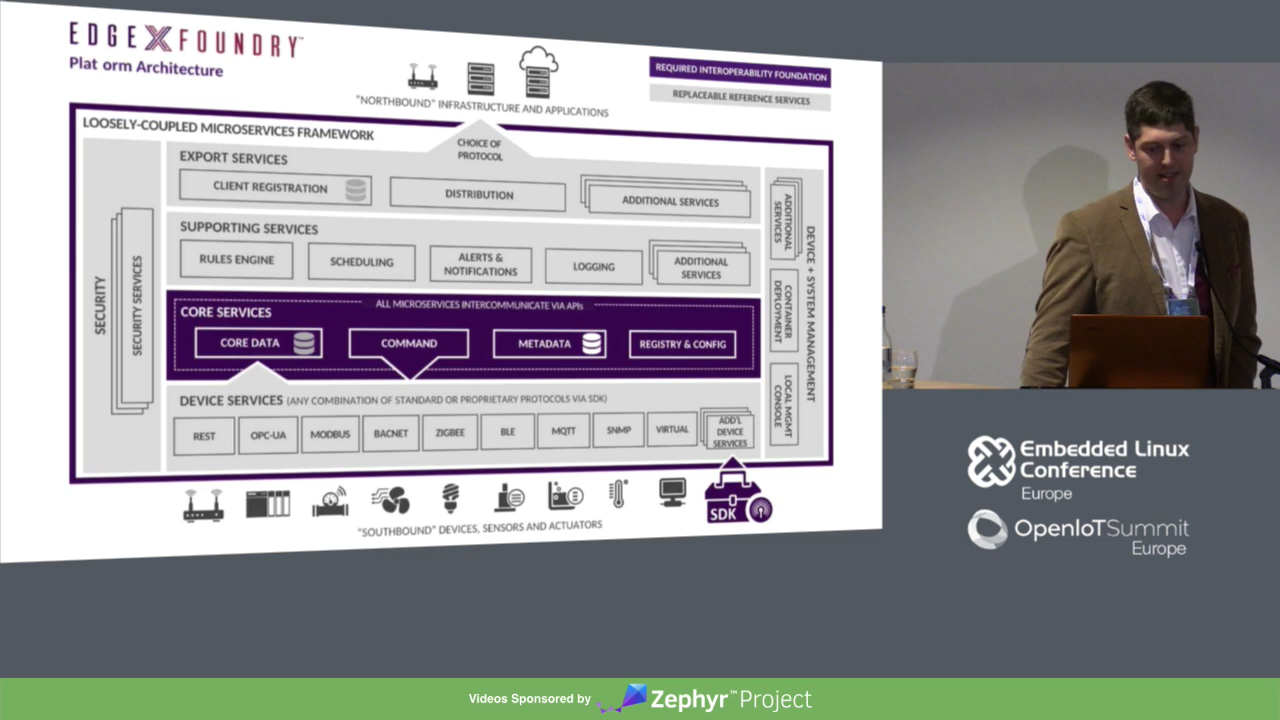 EDGE X FOUNDRY™
Plat orm Architecture
REQUIRED INTEROPERABILITY FOUNDATION
REPLACEABLE REFERENCE SERVICES
"NORTHBOUND" INFRASTRUCTURE AND APPLICATIONS
LOOSELY-COUPLED MICROSERVICES FRAMEWORK
CHOICE OF
PROTOCOL
EXPORT SERVICES
CLIENT REGISTRATION
DISTRIBUTION
ADDITIONAL SERVICES
SUPPORTING SERVICES
RULES ENGINE
SCHEDULING
ALERTS &
NOTIFICATIONS
LOGGING
ADDITIONAL
SERVICES
ALL MICROSERVICES INTERCOMMUNICATE VIA APIs
CORE SERVICES
CORE DATA
COMMAND
METADATA
REGISTRY & CONFIG
DEVICE SERVICES (ANY COMBINATION OF STANDARD OR PROPRIETARY PROTOCOLS VIA SDK)
REST
OPC-UA
MODBUS
BACNET
ZIGBEE
BLE
MQTT
SNMP
VIRTUAL
ADD'L
DEVICE
SERVICES
SECURITY
SECURITY SERVICES
ADDITIONAL
SERVICES
CONTAINER
DEPLOYMENT
LOCAL MGMT
CONSOLE
DEVICE + SYSTEM MANAGEMENT
SDK
"SOUTHBOUND" DEVICES, SENSORS AND ACTUATORS
Embedded Linux
Conference
Europe
OpenIoTSummit
Europe
Videos Sponsored by Zephyr™Project